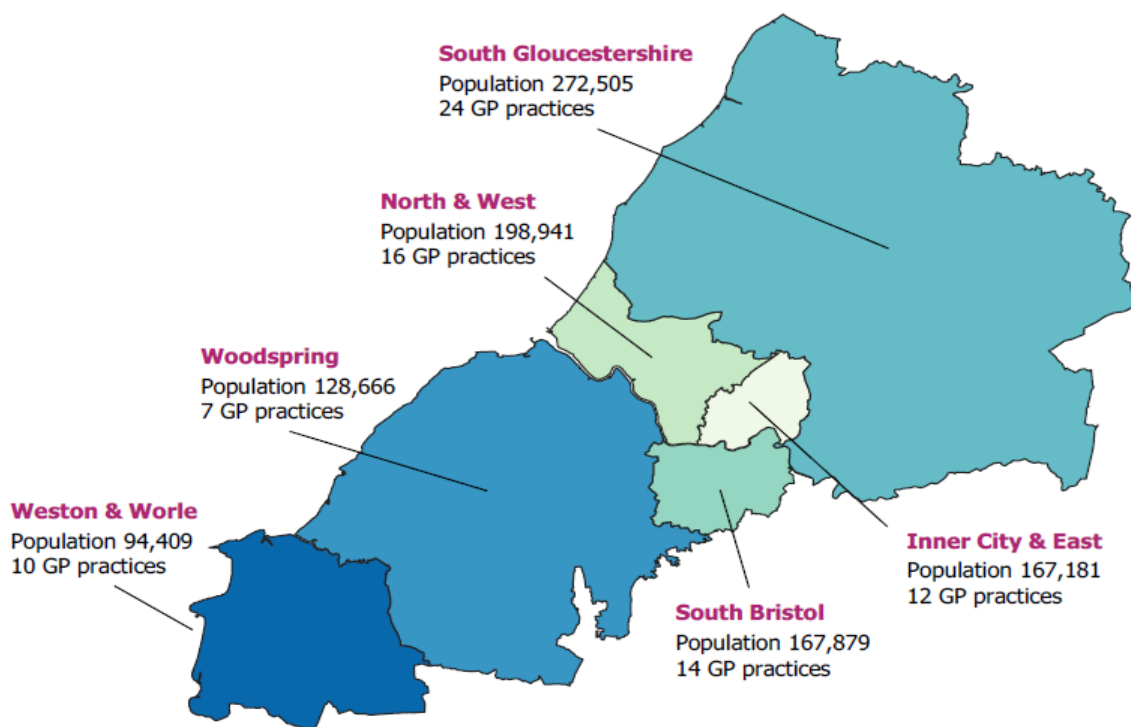 South Gloucestershire
Population 272,505
24 GP practices
North & West
Population 198,941
16 GP practices
Woodspring
Population 128,666
7 GP practices
Weston & Worle
Population 94,409
10 GP practices
Inner City & East
Population 167,181
12 GP practices
South Bristol
Population 167,879
14 GP practices